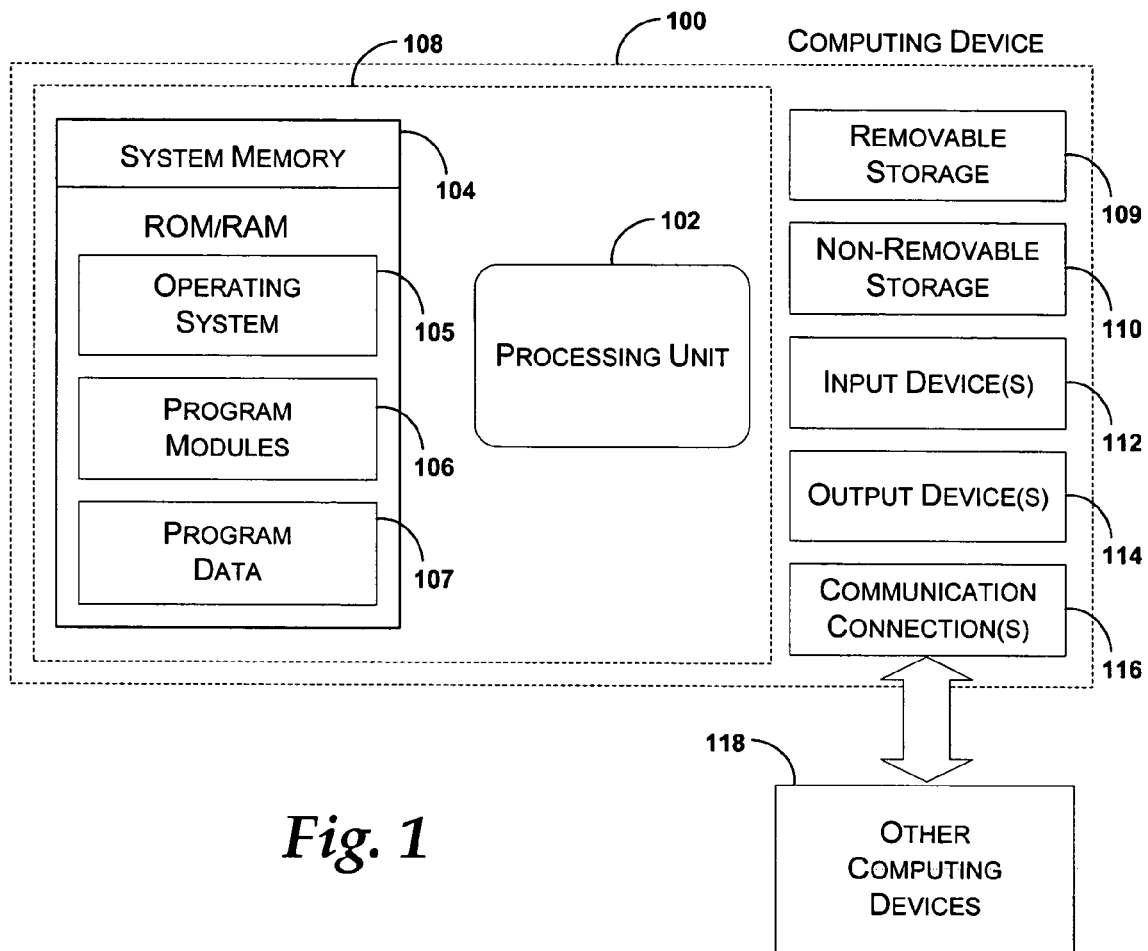 108
100
COMPUTING DEVICE
SYSTEM MEMORY
104
ROM/RAM
OPERATING
SYSTEM
105
PROGRAM
MODULES
106
PROGRAM
DATA
107
102
PROCESSING UNIT
REMOVABLE
STORAGE
109
NON-REMOVABLE
STORAGE
110
INPUT DEVICE(S)
112
OUTPUT DEVICE(S)
114
COMMUNICATION
CONNECTION(S)
116
118
OTHER
COMPUTING
DEVICES
Fig. 1